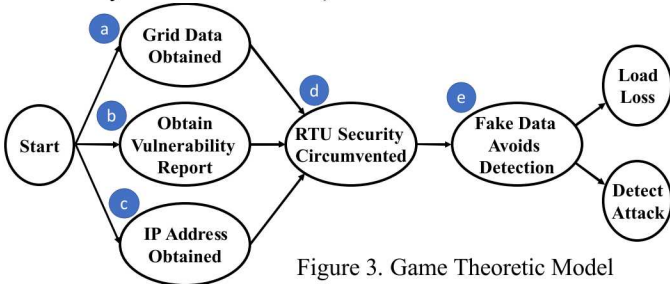 a
Grid Data
Obtained
Start
b
Obtain
Vulnerability
Report
c
IP Address
Obtained
d
RTU Security
Circumvented
e
Fake Data
Avoids
Detection
Load
Loss
Detect
Attack
Figure 3. Game Theoretic Model